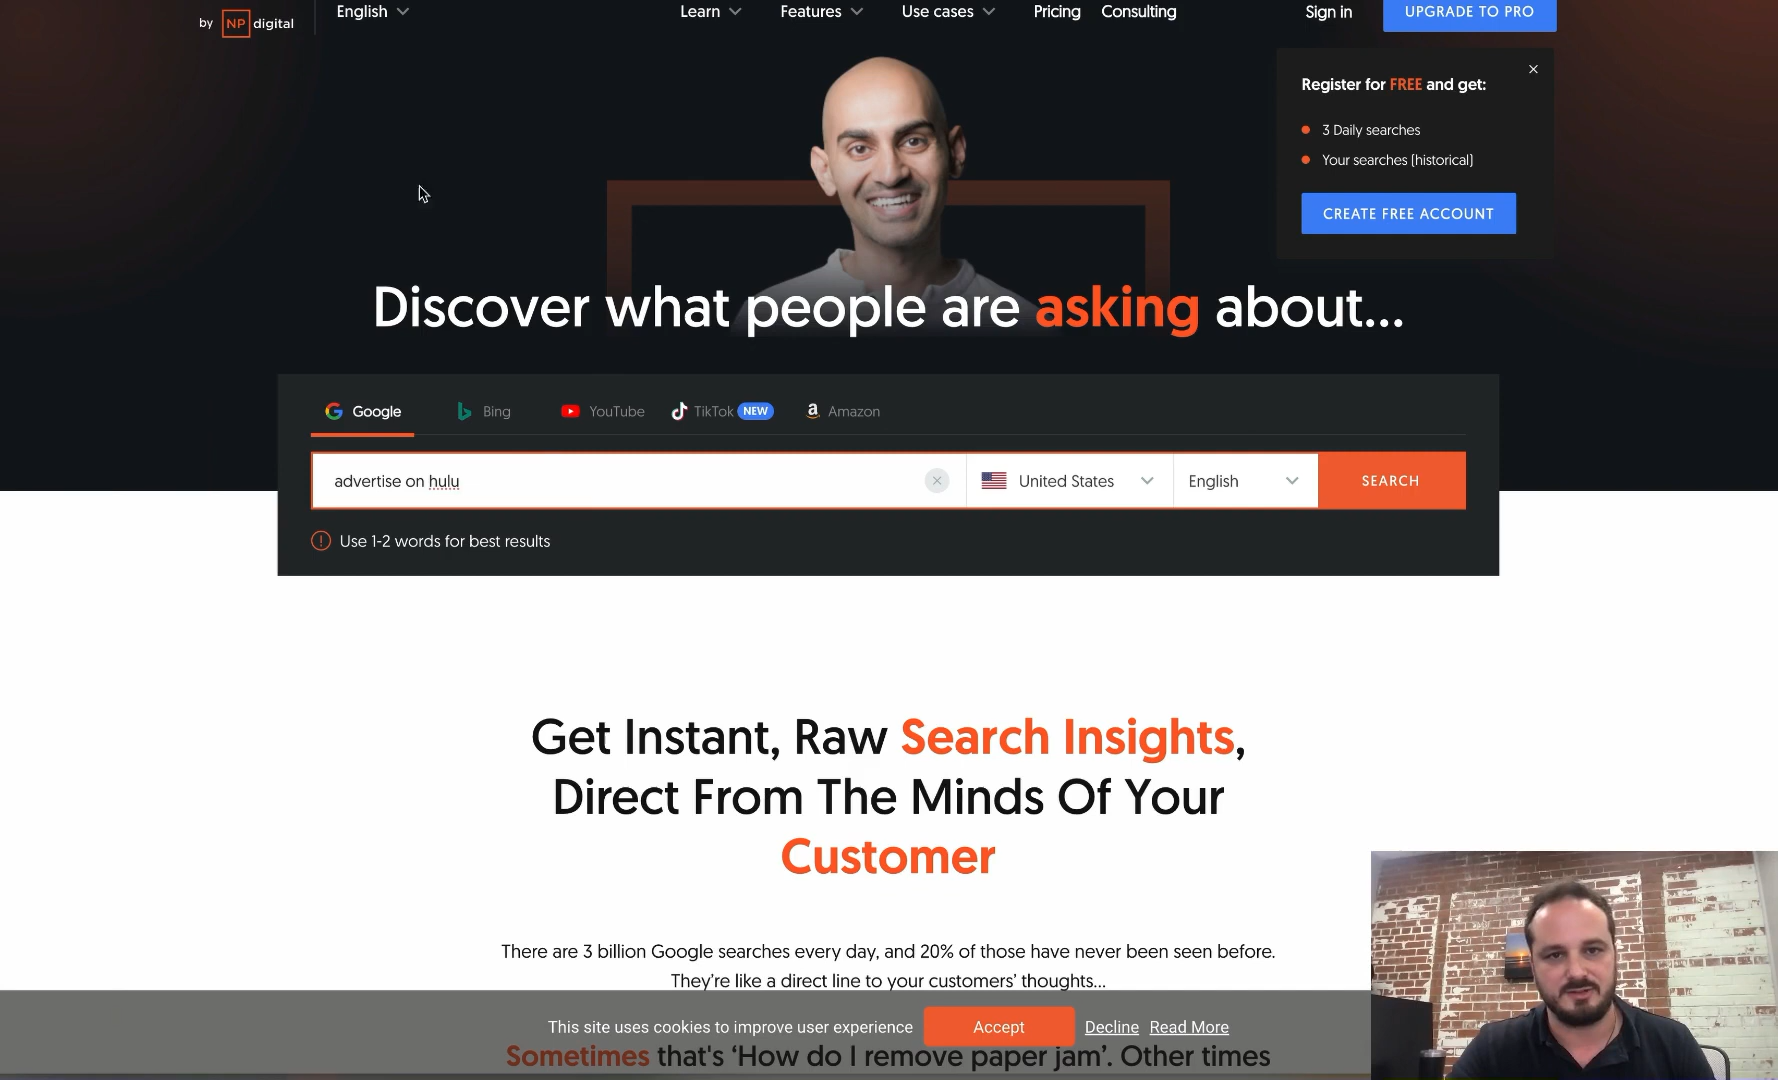 by NP digital
English
Learn
Features
Use cases
Pricing
Consulting
Sign in
UPGRADE TO PRO
Register for FREE and get:
3 Daily searches
Your searches (historical)
CREATE FREE ACCOUNT
Discover what people are asking about...
Google
Bing
YouTube
TikTok NEW
Amazon
advertise on hulu
United States
English
SEARCH
Use 1-2 words for best results
Get Instant, Raw Search Insights,
Direct From The Minds Of Your
Customer
There are 3 billion Google searches every day, and 20% of those have never been seen before.
They're like a direct line to your customers' thoughts...
This site uses cookies to improve user experience
Accept
Decline
Read More
Sometimes that's ‘How do I remove paper jam’. Other times